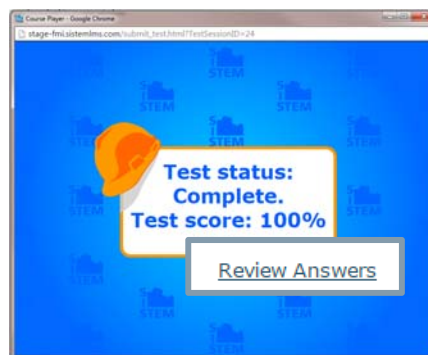 Course Player - Google Chrome
stage-fmi.sistemlms.com/submit_test.html?TestSessionID=24
STEM
Test status:
Complete.
Test score: 100%
Review Answers